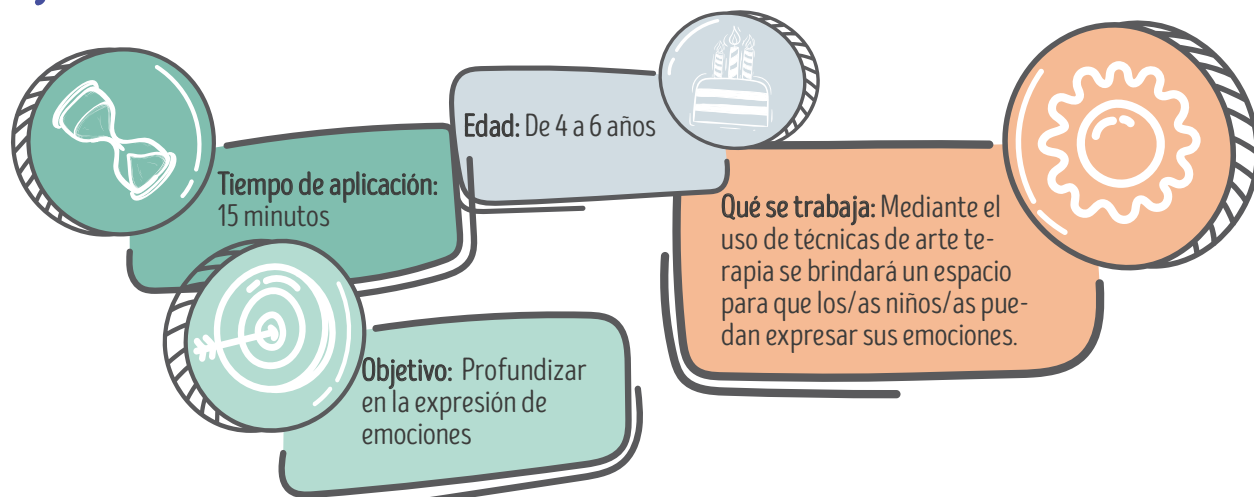 Edad: De 4 a 6 años
Tiempo de aplicación:
15 minutos
Qué se trabaja: Mediante el
uso de técnicas de arte te-
rapia se brindará un espacio
para que los/as niños/as pue-
dan expresar sus emociones.
Objetivo: Profundizar
en la expresión de
emociones